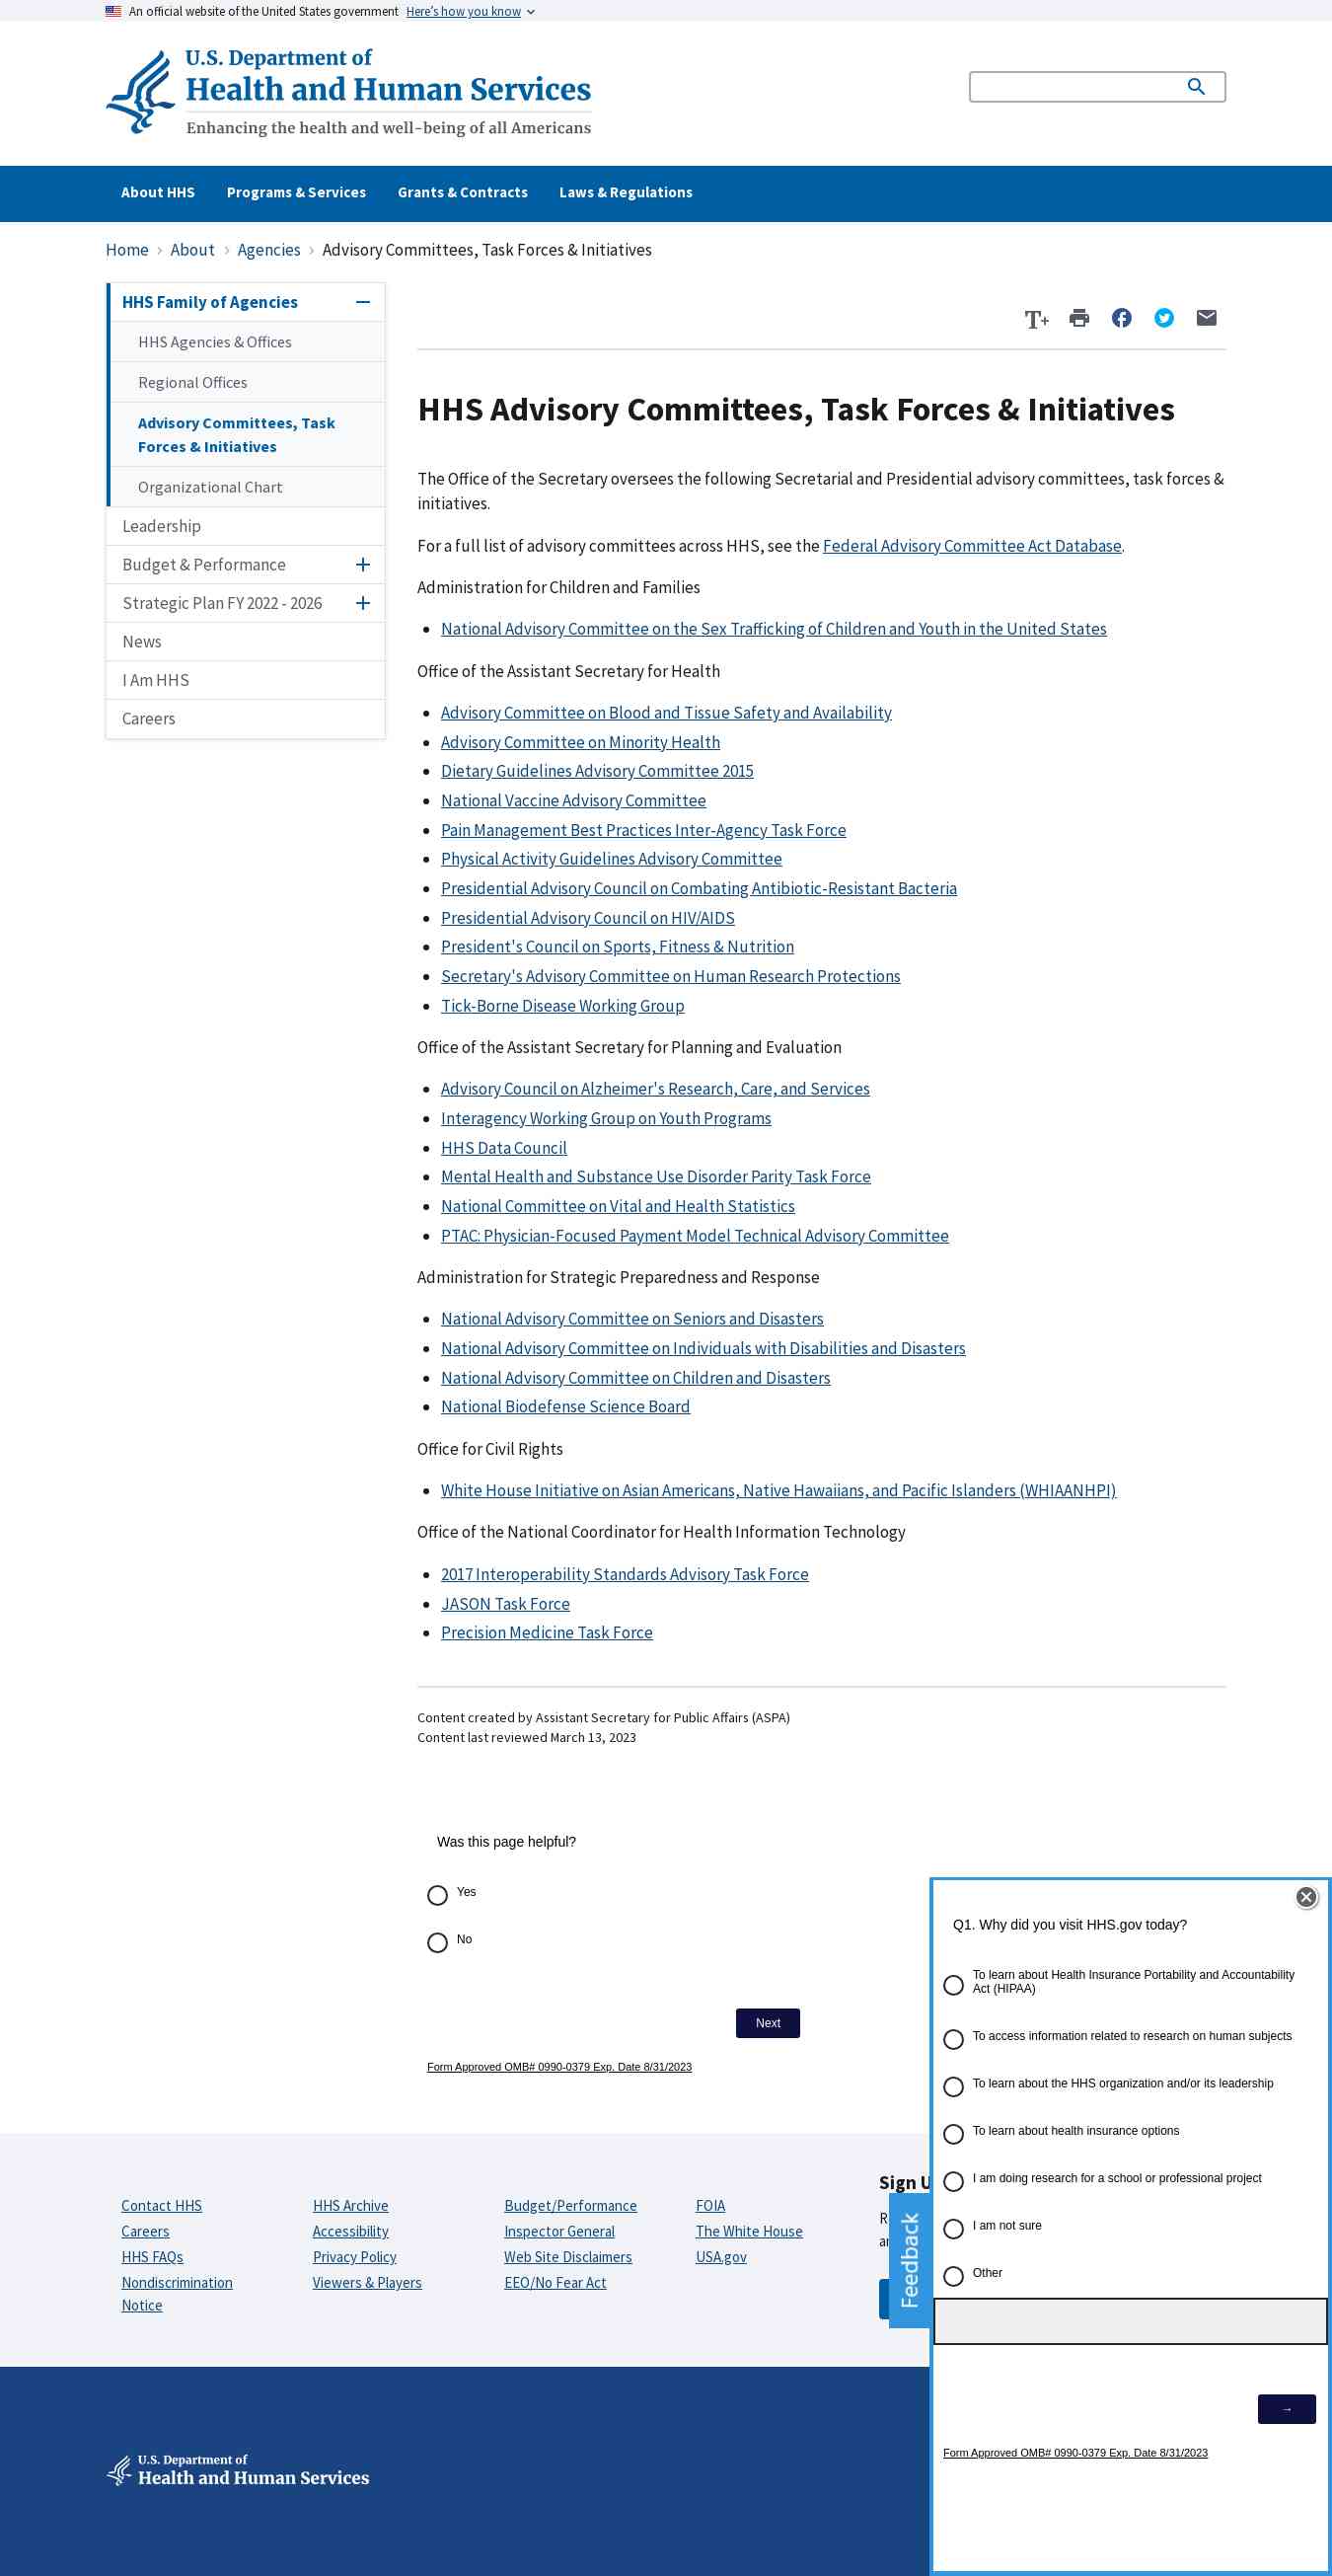 An official website of the United States government Here's how you know
U.S. Department of
Health and Human Services
Enhancing the health and well-being of all Americans
About HHS
Programs & Services
Grants & Contracts
Laws & Regulations
Home › About › Agencies › Advisory Committees, Task Forces & Initiatives
HHS Family of Agencies
HHS Agencies & Offices
Regional Offices
Advisory Committees, Task
Forces & Initiatives
Organizational Chart
Leadership
Budget & Performance
Strategic Plan FY 2022 - 2026
News
I Am HHS
Careers
T+
HHS Advisory Committees, Task Forces & Initiatives
The Office of the Secretary oversees the following Secretarial and Presidential advisory committees, task forces &
initiatives.
For a full list of advisory committees across HHS, see the Federal Advisory Committee Act Database.
Administration for Children and Families
National Advisory Committee on the Sex Trafficking of Children and Youth in the United States
Office of the Assistant Secretary for Health
Advisory Committee on Blood and Tissue Safety and Availability
Advisory Committee on Minority Health
Dietary Guidelines Advisory Committee 2015
National Vaccine Advisory Committee
Pain Management Best Practices Inter-Agency Task Force
Physical Activity Guidelines Advisory Committee
Presidential Advisory Council on Combating Antibiotic-Resistant Bacteria
Presidential Advisory Council on HIV/AIDS
President's Council on Sports, Fitness & Nutrition
Secretary's Advisory Committee on Human Research Protections
Tick-Borne Disease Working Group
Office of the Assistant Secretary for Planning and Evaluation
Advisory Council on Alzheimer's Research, Care, and Services
Interagency Working Group on Youth Programs
HHS Data Council
Mental Health and Substance Use Disorder Parity Task Force
National Committee on Vital and Health Statistics
PTAC: Physician-Focused Payment Model Technical Advisory Committee
Administration for Strategic Preparedness and Response
National Advisory Committee on Seniors and Disasters
National Advisory Committee on Individuals with Disabilities and Disasters
National Advisory Committee on Children and Disasters
National Biodefense Science Board
Office for Civil Rights
White House Initiative on Asian Americans, Native Hawaiians, and Pacific Islanders (WHIAANHPI)
Office of the National Coordinator for Health Information Technology
2017 Interoperability Standards Advisory Task Force
JASON Task Force
Precision Medicine Task Force
Content created by Assistant Secretary for Public Affairs (ASPA)
Content last reviewed March 13, 2023
Was this page helpful?
Yes
No
Next
Form Approved OMB# 0990-0379 Exp. Date 8/31/2023
Q1. Why did you visit HHS.gov today?
To learn about Health Insurance Portability and Accountability
Act (HIPAA)
To access information related to research on human subjects
To learn about the HHS organization and/or its leadership
To learn about health insurance options
I am doing research for a school or professional project
I am not sure
Other
→
Form Approved OMB# 0990-0379 Exp. Date 8/31/2023
Feedback
Contact HHS
Careers
HHS FAQs
Nondiscrimination
Notice
HHS Archive
Accessibility
Privacy Policy
Viewers & Players
Budget/Performance
Inspector General
Web Site Disclaimers
EEO/No Fear Act
FOIA
The White House
USA.gov
Sign U
U.S. Department of
Health and Human Services